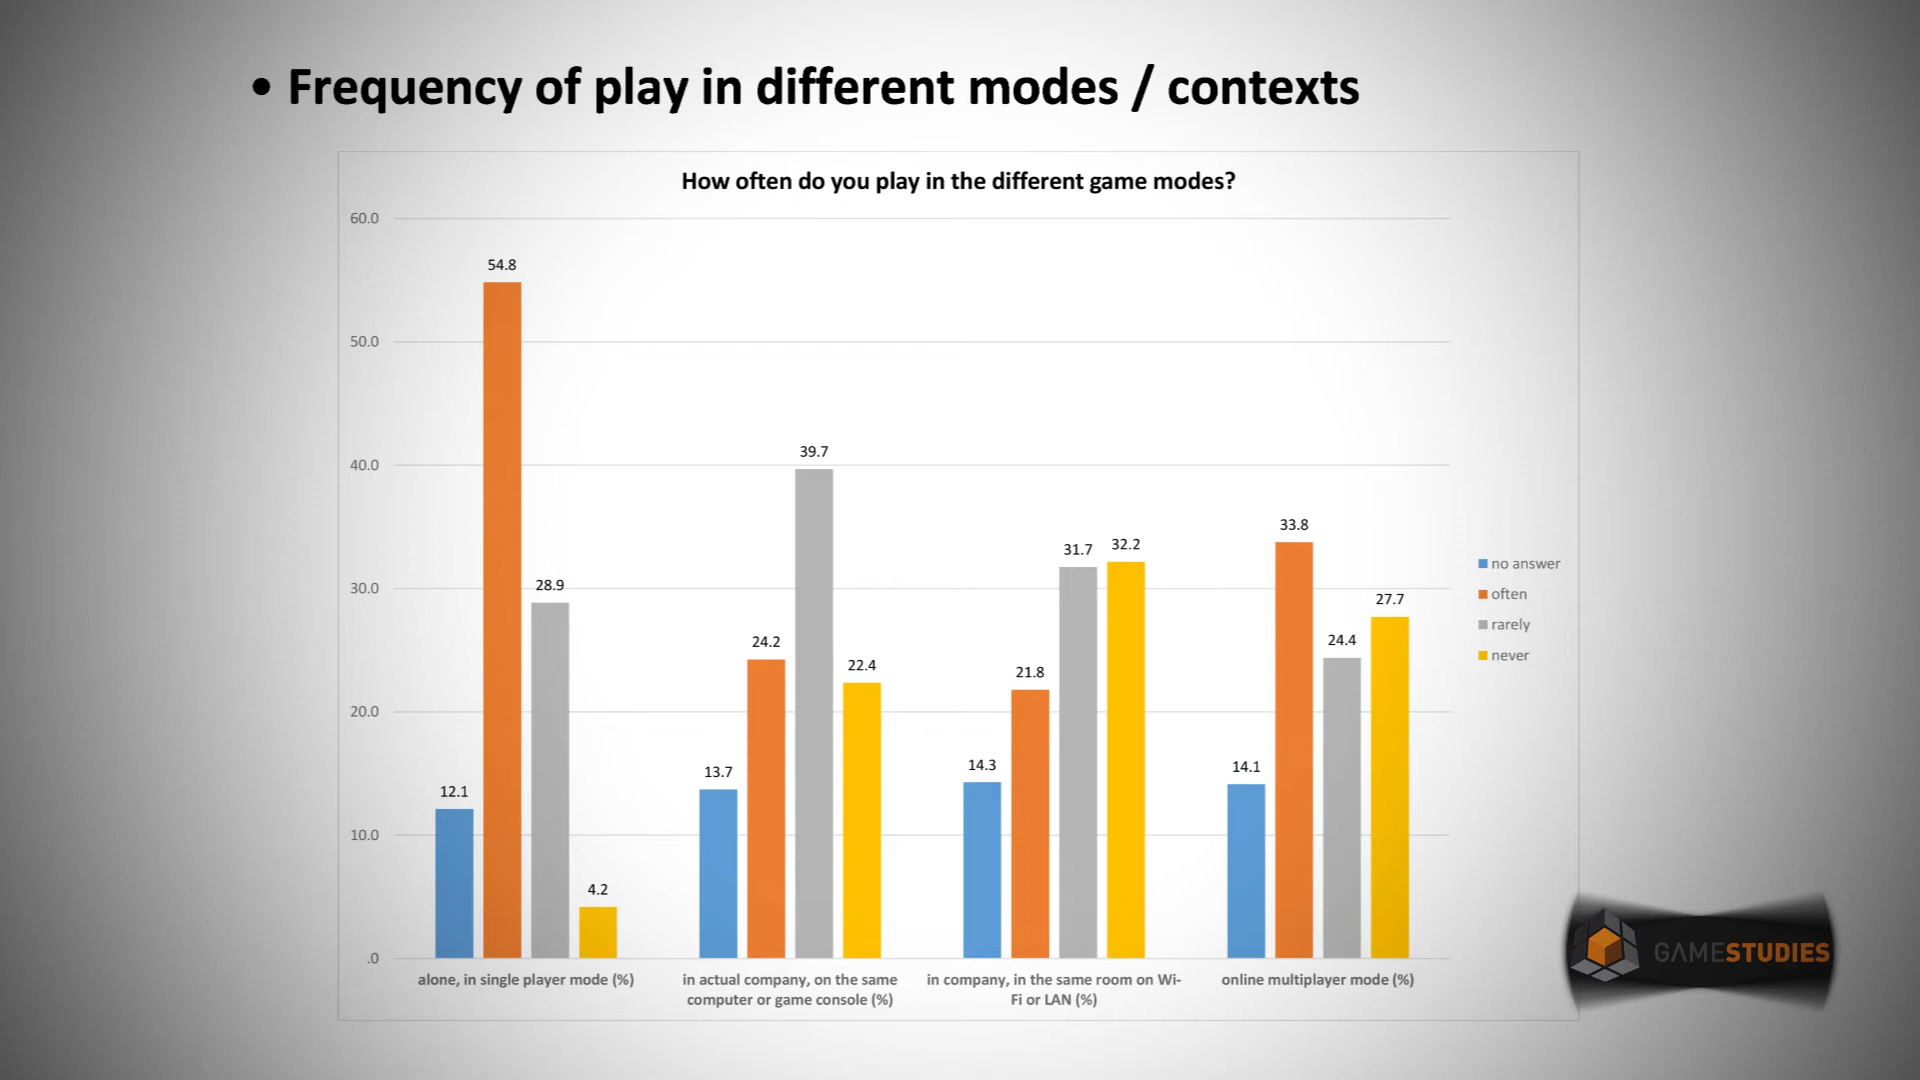 • Frequency of play in different modes / contexts
How often do you play in the different game modes?
60.0
50.0
40.0
30.0
20.0
10.0
.0
12.1
54.8
28.9
4.2
13.7
24.2
39.7
22.4
14.3
21.8
31.7
32.2
14.1
33.8
24.4
27.7
alone, in single player mode (%)
in actual company, on the same
computer or game console (%)
in company, in the same room on Wi-
Fi or LAN (%)
online multiplayer mode (%)
no answer
often
rarely
never
GAMESTUDIES